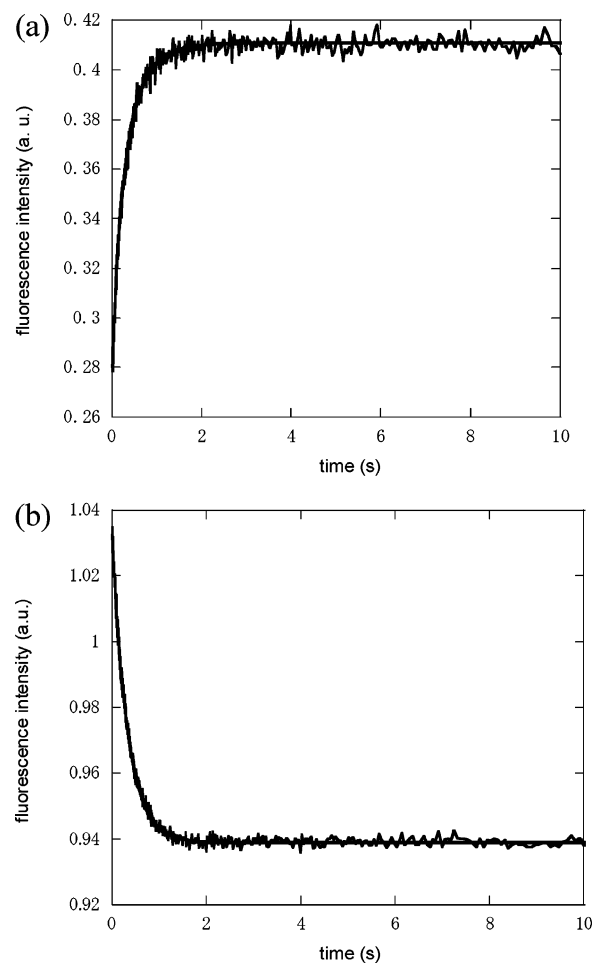 (a)
0.42
0.4
0.38
0.36
0.34
0.32
0.3
0.28
0.26
fluorescence intensity (a. u.)
0 2 4 6 8 10
time (s)
(b)
1.04
1.02
1
0.98
0.96
0.94
0.92
fluorescence intensity (a.u.)
0 2 4 6 8 10
time (s)